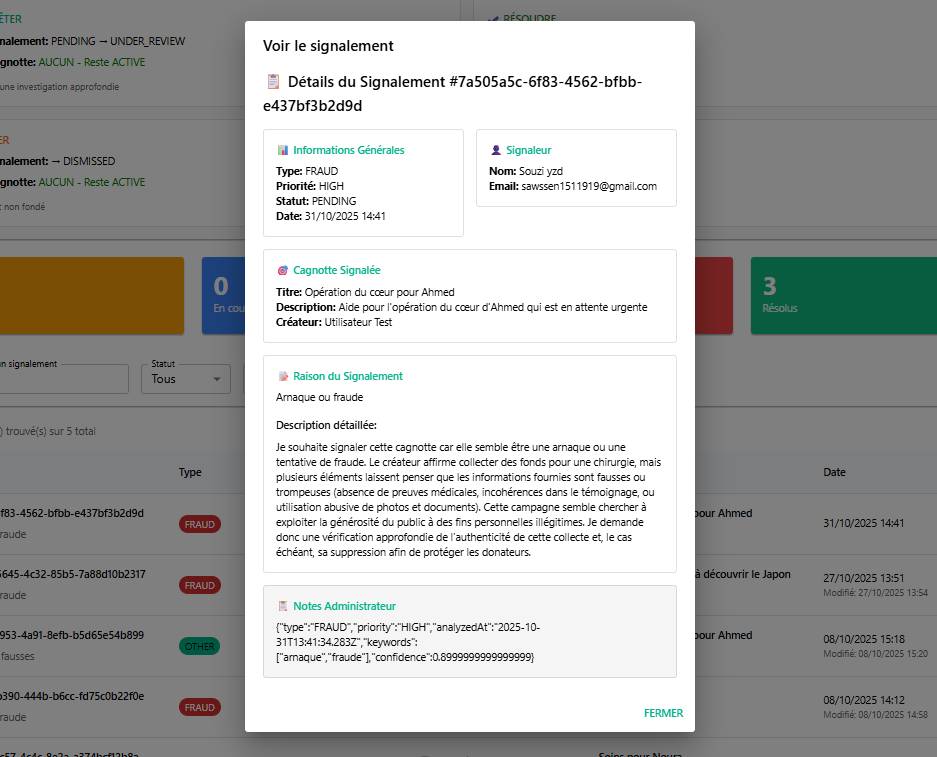 ÊTER
RÉSOUDRE
nalement: PENDING → UNDER_REVIEW
gnotte: AUCUN - Reste ACTIVE
une investigation approfondie
ER
nalement: → DISMISSED
gnotte: AUCUN - Reste ACTIVE
non fondé
0
En cou
3
Résolus
n signalement
Statut
Tous
) trouvé(s) sur 5 total
Type
Date
Voir le signalement
Détails du Signalement #7a505a5c-6f83-4562-bfbb-
e437bf3b2d9d
Informations Générales
Type: FRAUD
Priorité: HIGH
Statut: PENDING
Date: 31/10/2025 14:41
Signaleur
Nom: Souzi yzd
Email: sawssen1511919@gmail.com
Cagnotte Signalée
Titre: Opération du cœur pour Ahmed
Description: Aide pour l'opération du cœur d'Ahmed qui est en attente urgente
Créateur: Utilisateur Test
Raison du Signalement
Arnaque ou fraude
Description détaillée:
Je souhaite signaler cette cagnotte car elle semble être une arnaque ou une
tentative de fraude. Le créateur affirme collecter des fonds pour une chirurgie, mais
plusieurs éléments laissent penser que les informations fournies sont fausses ou
trompeuses (absence de preuves médicales, incohérences dans le témoignage, ou
utilisation abusive de photos et documents). Cette campagne semble chercher à
exploiter la générosité du public à des fins personnelles illégitimes. Je demande
donc une vérification approfondie de l'authenticité de cette collecte et, le cas
échéant, sa suppression afin de protéger les donateurs.
Notes Administrateur
{"type":"FRAUD","priority":"HIGH","analyzedAt":"2025-10-
31T13:41:34.283Z","keywords":
["arnaque","fraude"],"confidence":0.8999999999999999}
FERMER
f83-4562-bfbb-e437bf3b2d9d
raude
FRAUD
pour Ahmed
31/10/2025 14:41
5645-4c32-85b5-7a88d10b2317
raude
FRAUD
à découvrir le Japon
27/10/2025 13:51
Modifié: 27/10/2025 13:54
953-4a91-8efb-b5d65e54b899
fausses
OTHER
pour Ahmed
08/10/2025 15:18
Modifié: 08/10/2025 15:20
b390-444b-b6cc-fd75c0b22f0e
raude
FRAUD
08/10/2025 14:12
Modifié: 08/10/2025 14:58
Soins pour Noura